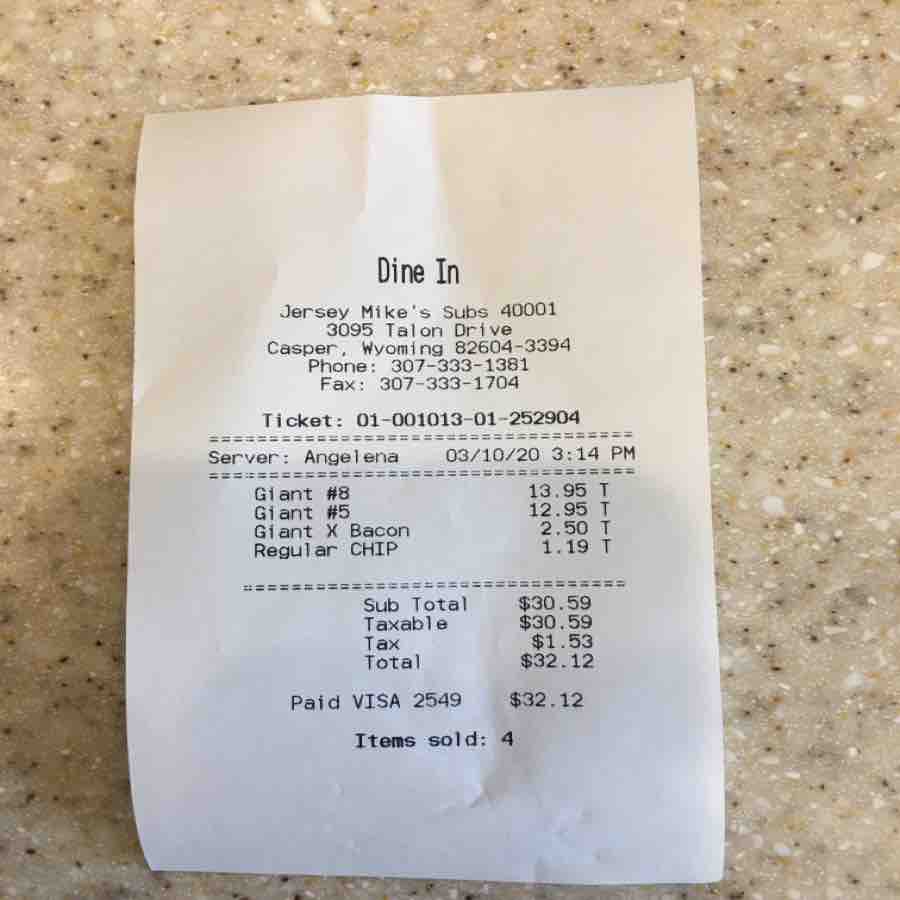 Dine In
Jersey Mike's Subs 40001
3095 Talon Drive
Casper, Wyoming 82604-3394
Phone: 307-333-1381
Fax: 307-333-1704
Ticket: 01-001013-01-252904
=========================================
Server: Angelena 03/10/20 3:14 PM
=========================================
Giant #8 13.95 T
Giant #5 12.95 T
Giant X Bacon 2.50 T
Regular CHIP 1.19 T
=====================================
Sub Total $30.59
Taxable $30.59
Tax $1.53
Total $32.12
Paid VISA 2549 $32.12
Items sold: 4